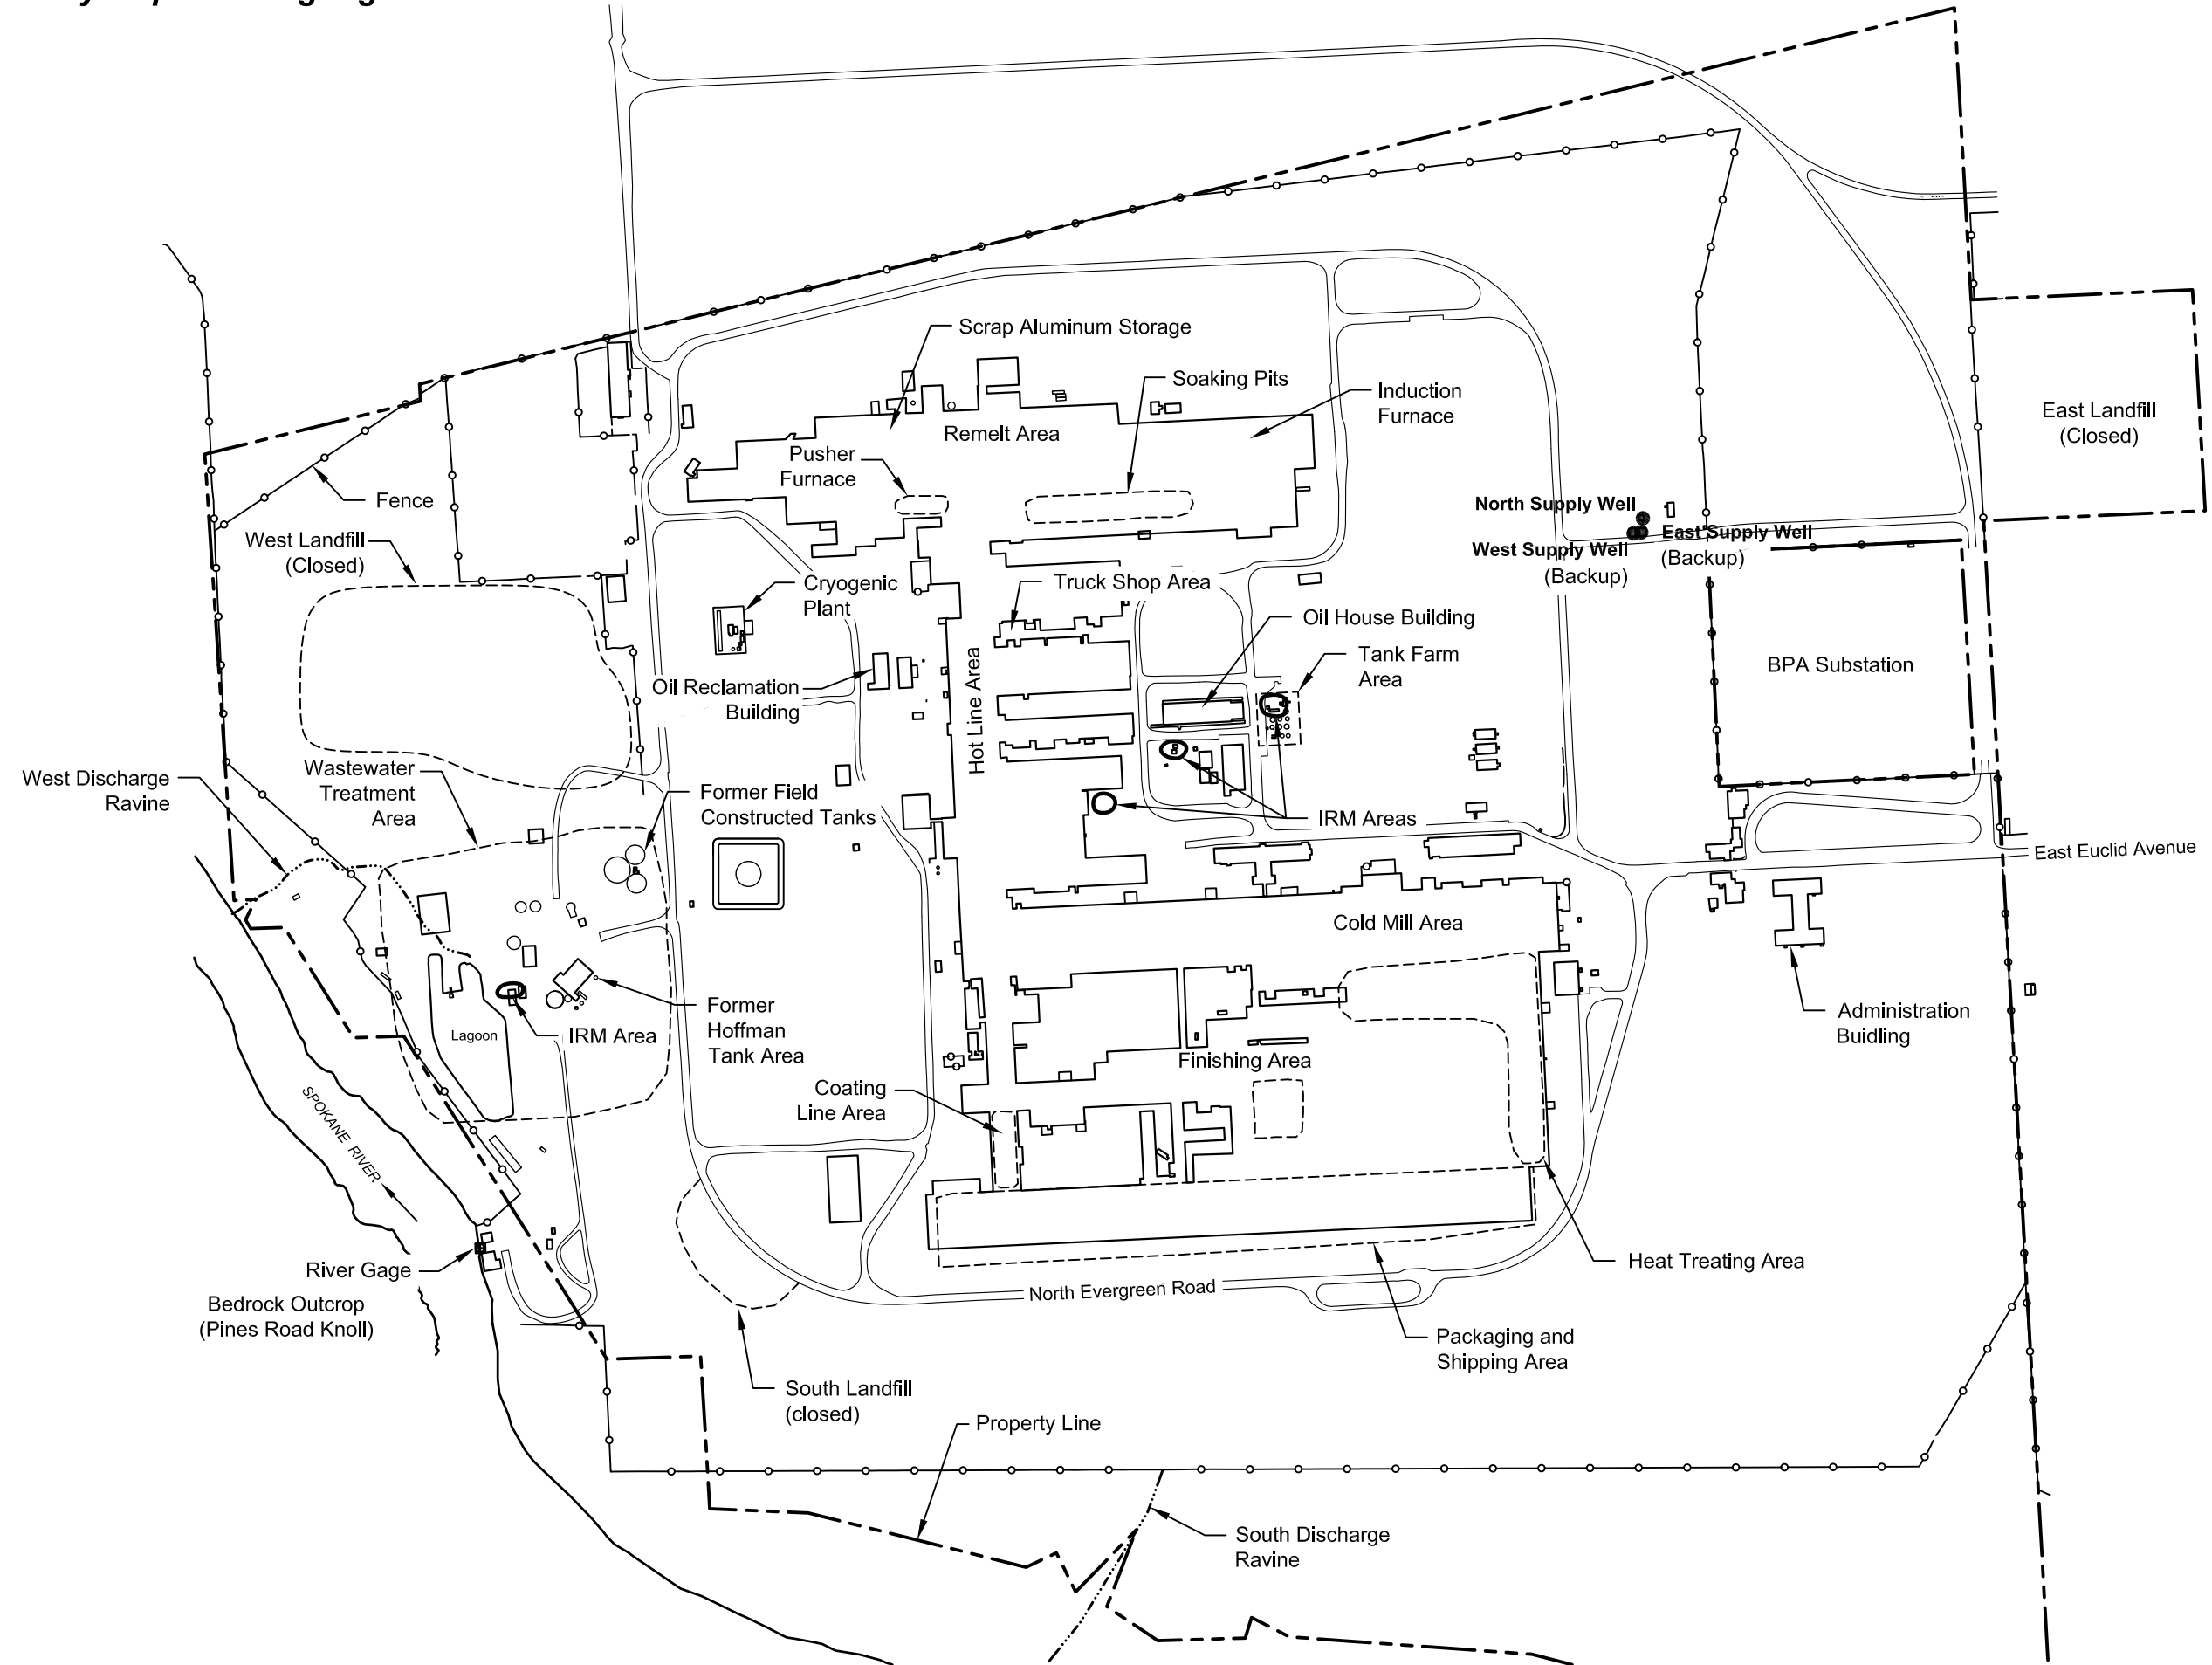 Scrap Aluminum Storage
Soaking Pits
Induction
Furnace
East Landfill
(Closed)
Remelt Area
Pusher
Furnace
Fence
North Supply Well
East Supply Well
(Backup)
West Supply Well
(Backup)
West Landfill
(Closed)
Cryogenic
Plant
Truck Shop Area
Oil House Building
Tank Farm
Area
BPA Substation
Oil Reclamation
Building
Hot Line Area
West Discharge
Ravine
Wastewater
Treatment
Area
Former Field
Constructed Tanks
IRM Areas
East Euclid Avenue
Cold Mill Area
Former
Hoffman
Tank Area
IRM Area
Lagoon
Administration
Buidling
Finishing Area
Coating
Line Area
SPOKANE RIVER
River Gage
Bedrock Outcrop
(Pines Road Knoll)
Heat Treating Area
North Evergreen Road
Packaging and
Shipping Area
South Landfill
(closed)
Property Line
South Discharge
Ravine